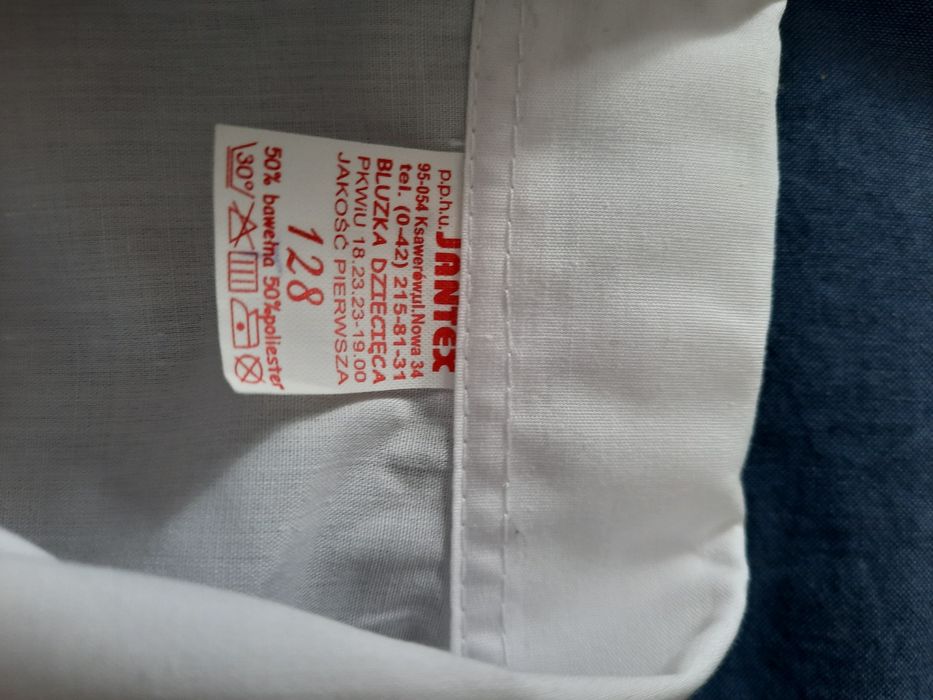 p.p.h.u. JANTEX
95-054 Ksawerów,ul.Nowa 34
tel. (0-42) 215-81-31
BLUZKA DZIECIĘCA
PKWiU 18.23.23-19.00
JAKOŚĆ PIERWSZA
128
50% bawełna 50%poliester
30°